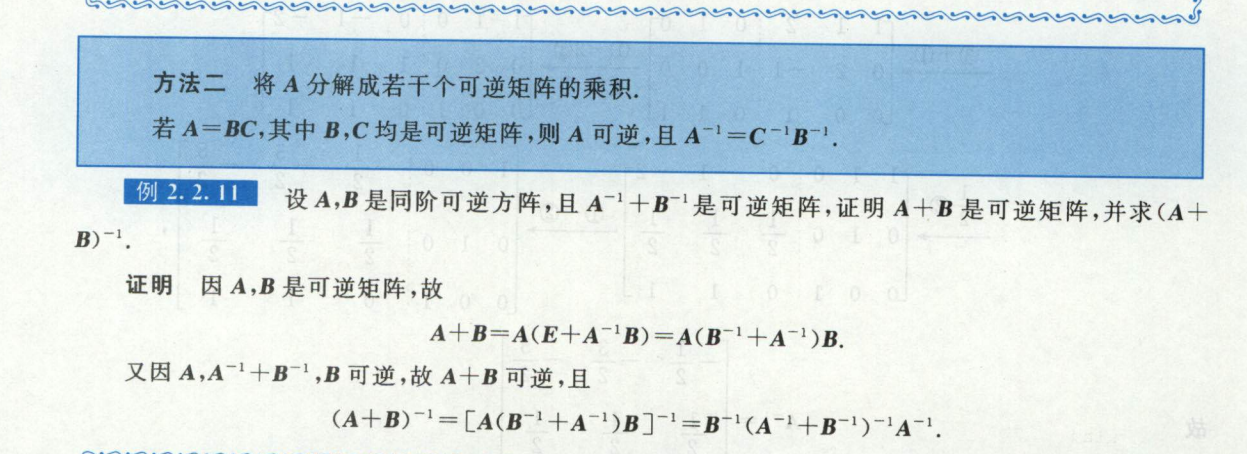 方法二 将 A 分解成若干个可逆矩阵的乘积.
若 A=BC,其中 B,C 均是可逆矩阵,则 A 可逆,且 A⁻¹=C⁻¹B⁻¹.
例 2.2.11 设 A,B 是同阶可逆方阵,且 A⁻¹+B⁻¹是可逆矩阵,证明 A+B 是可逆矩阵,并求(A+
B)⁻¹.
证明 因 A,B 是可逆矩阵,故
A+B=A(E+A⁻¹B)=A(B⁻¹+A⁻¹)B.
又因 A,A⁻¹+B⁻¹,B 可逆,故 A+B 可逆,且
(A+B)⁻¹=[A(B⁻¹+A⁻¹)B]⁻¹=B⁻¹(A⁻¹+B⁻¹)⁻¹A⁻¹.